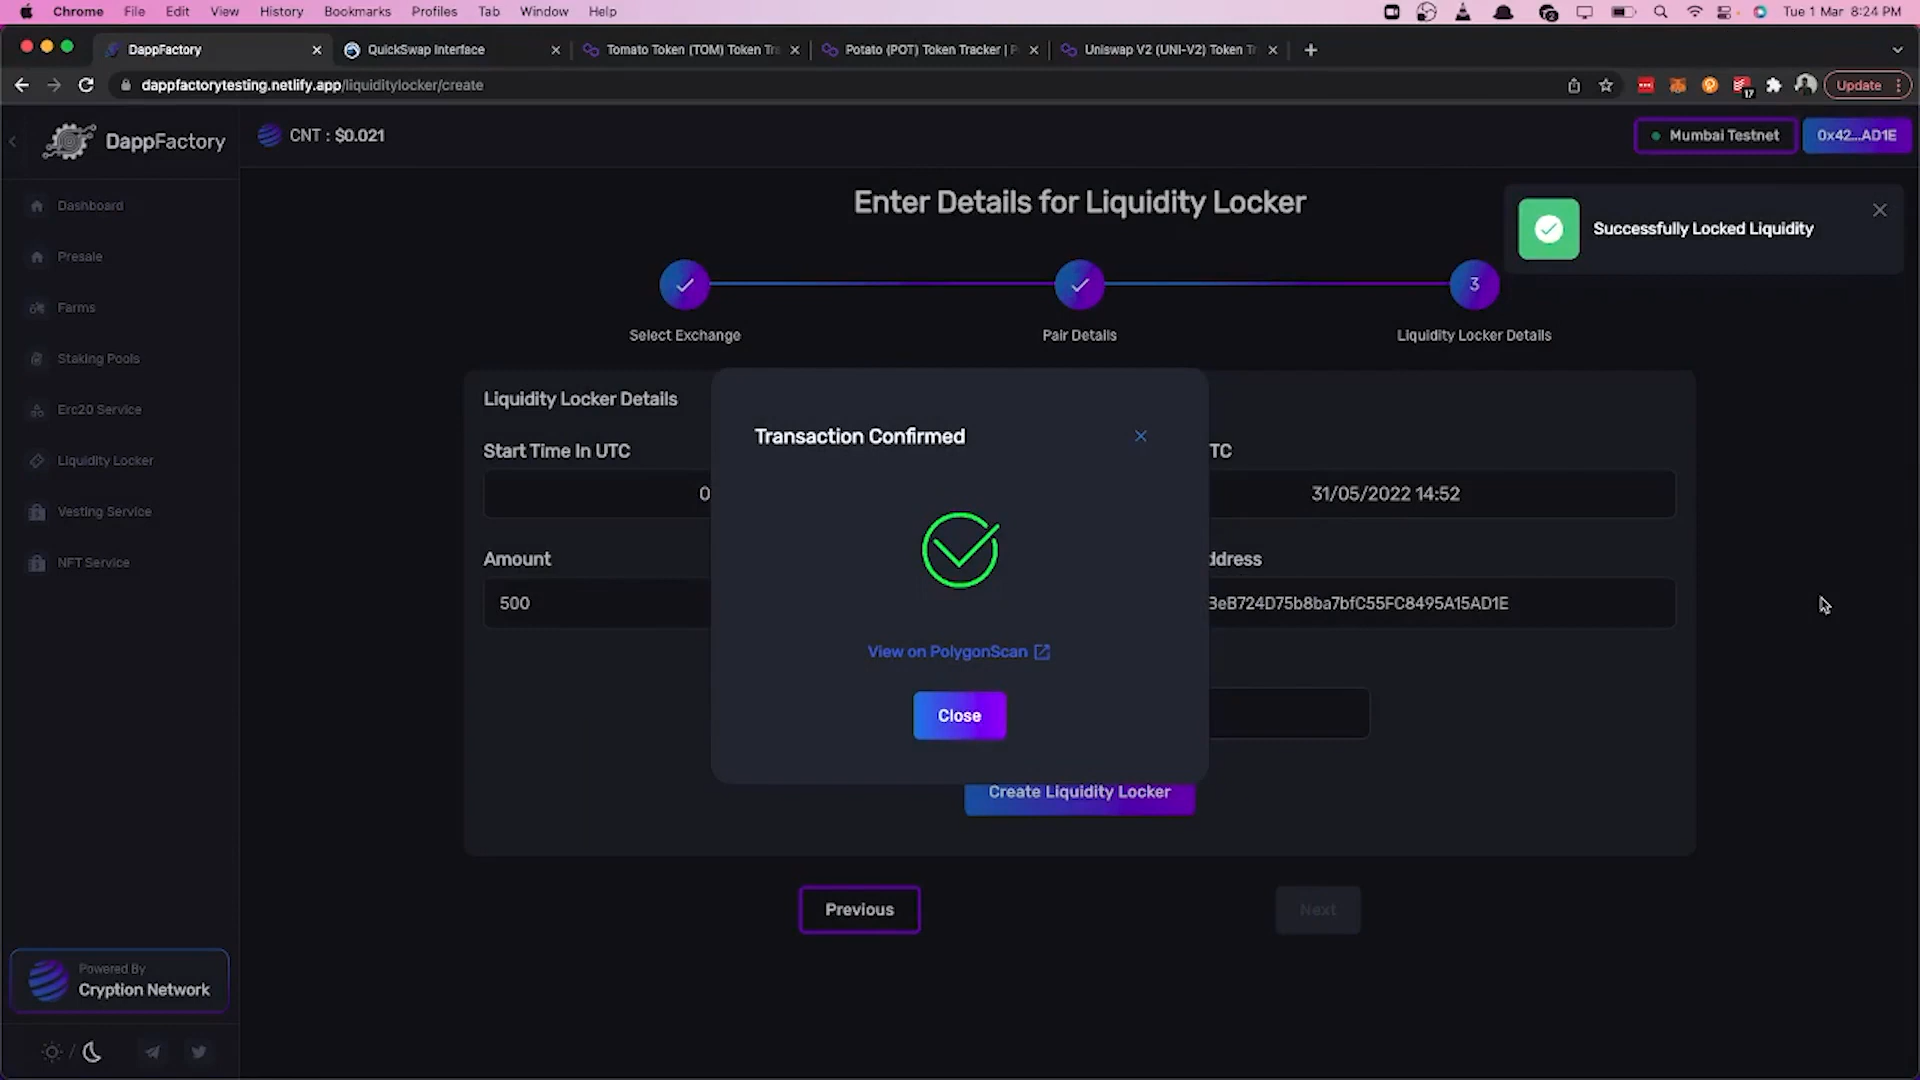 Chrome File Edit View History Bookmarks Profiles Tab Window Help
Tue 1 Mar 8:24 PM
DappFactory
QuickSwap Interface
Tomato Token (TOM) Token Tra
Potato (POT) Token Tracker | P
Uniswap V2 (UNI-V2) Token Tr
dappfactorytesting.netlify.app/liquiditylocker/create
17
Update
DappFactory
CNT : $0.021
Mumbai Testnet
0x42...AD1E
Dashboard
Presale
Farms
Staking Pools
Erc20 Service
Liquidity Locker
Vesting Service
NFT Service
Enter Details for Liquidity Locker
Successfully Locked Liquidity
3
Select Exchange
Pair Details
Liquidity Locker Details
Liquidity Locker Details
Start Time In UTC
TC
0
31/05/2022 14:52
Amount
ddress
500
3eB724D75b8ba7bfC55FC8495A15AD1E
Transaction Confirmed
View on PolygonScan
Close
Create Liquidity Locker
Previous
Next
Powered By
Cryption Network
/